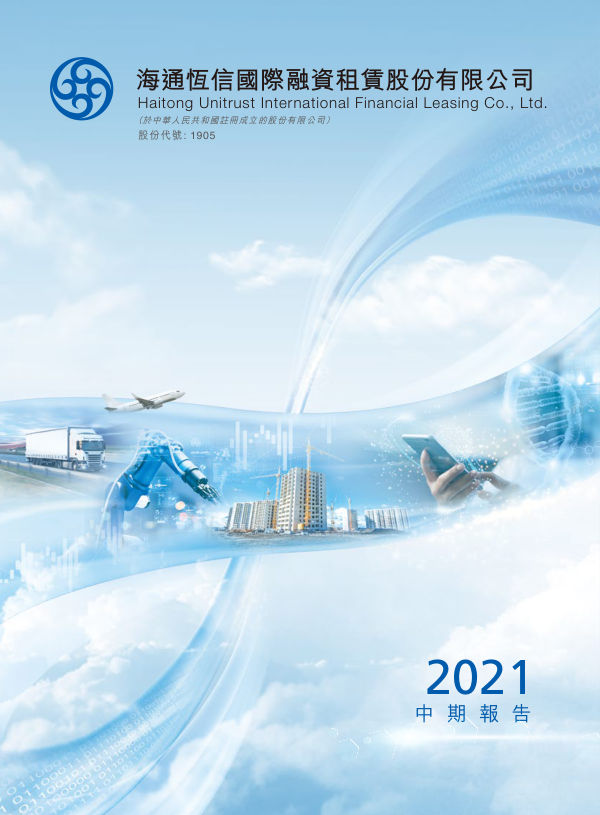 海通恆信國際融資租賃股份有限公司
Haitong Unitrust International Financial Leasing Co., Ltd.
(於中華人民共和國註冊成立的股份有限公司)
股份代號: 1905
2021
中期報告